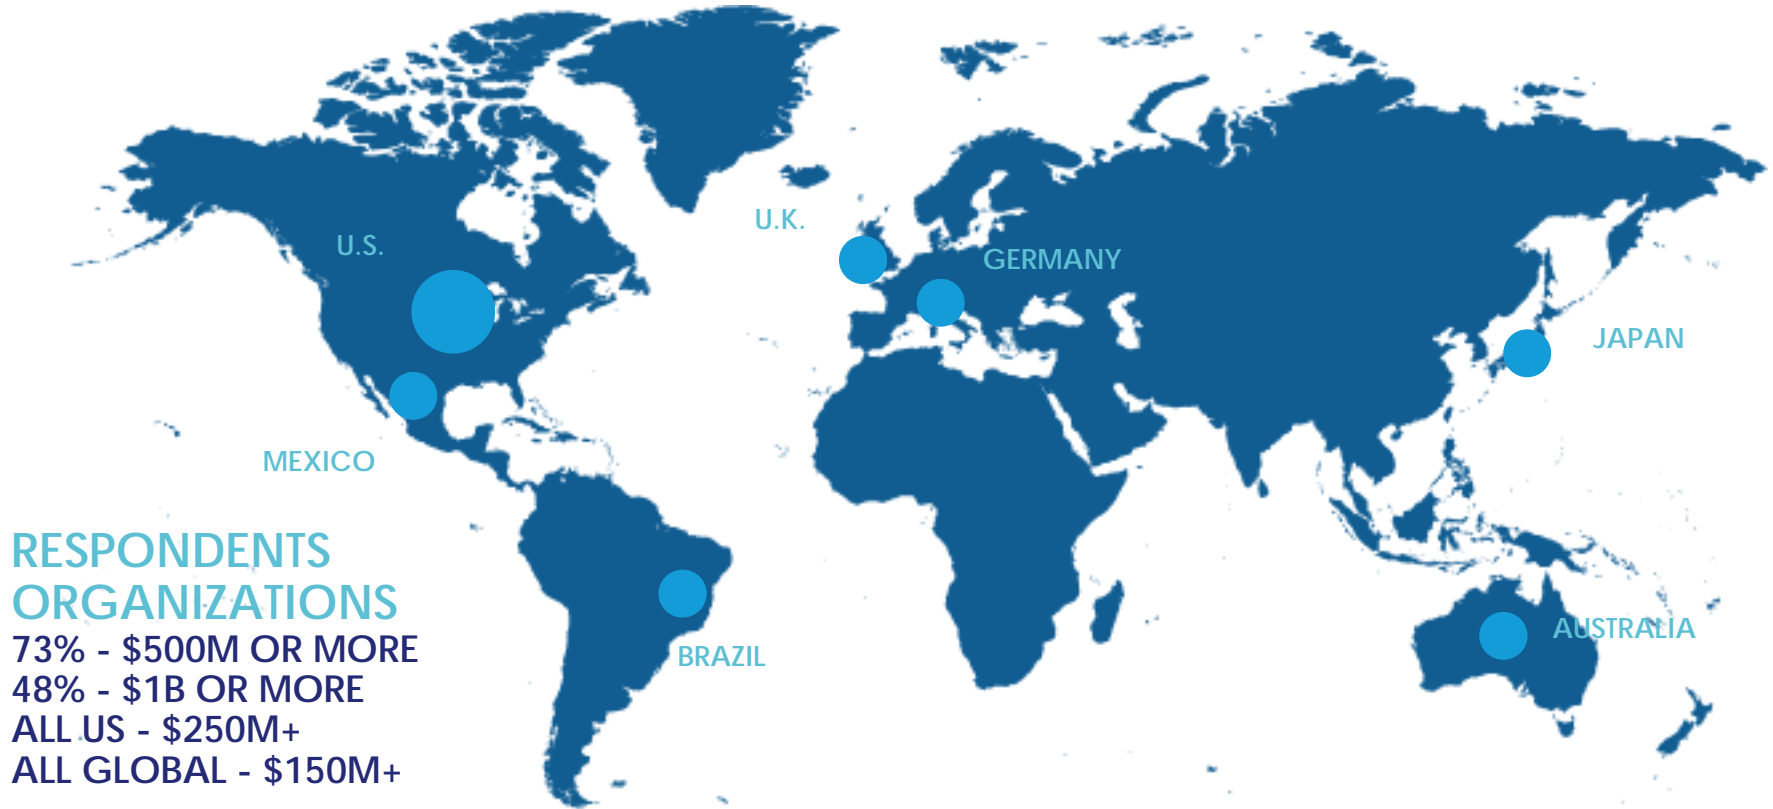 U.K.
U.S.
GERMANY
JAPAN
MEXICO
RESPONDENTS
ORGANIZATIONS
73% - $500M OR MORE
48% - $1B OR MORE
ALL US - $250M+
ALL GLOBAL - $150M+
BRAZIL
AUSTRALIA